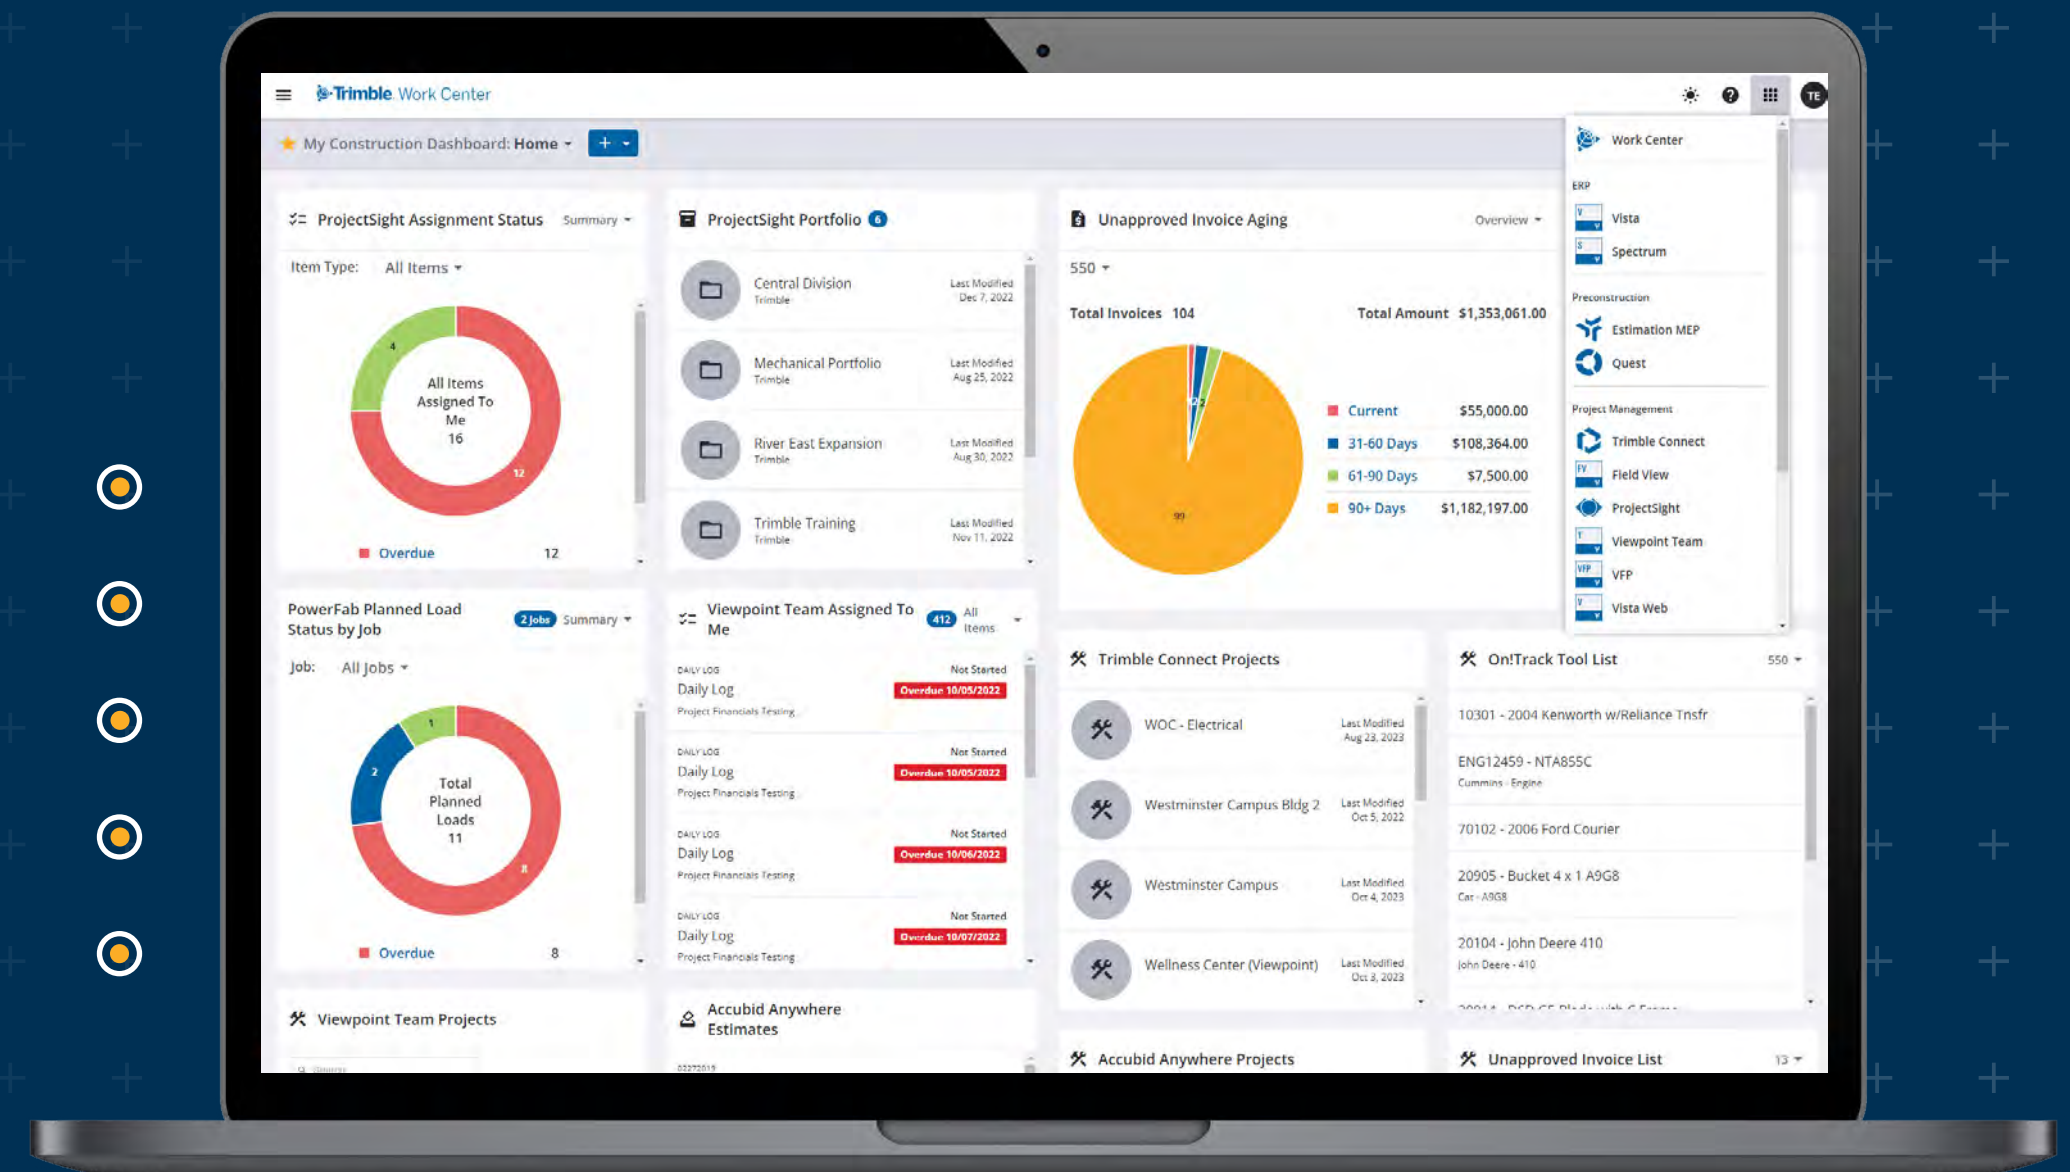 Trimble. Work Center
TE
My Construction Dashboard: Home
ProjectSight Assignment Status Summary
Item Type: All Items
4
All Items
Assigned To
Me
16
12
Overdue 12
ProjectSight Portfolio 6
Central Division
Trimble
Last Modified
Dec 7, 2022
Mechanical Portfolio
Trimble
Last Modified
Aug 25, 2022
River East Expansion
Trimble
Last Modified
Aug 30, 2022
Trimble Training
Trimble
Last Modified
Nov 11, 2022
Unapproved Invoice Aging Overview
550
Total Invoices 104 Total Amount $1,353,061.00
99
Current $55,000.00
31-60 Days $108,364.00
61-90 Days $7,500.00
90+ Days $1,182,197.00
Work Center
ERP
Vista
Spectrum
Preconstruction
Estimation MEP
Quest
Project Management
Trimble Connect
FV
Field View
ProjectSight
Viewpoint Team
VFP
VFP
Vista Web
PowerFab Planned Load
Status by Job
2 Jobs Summary
Job: All Jobs
1
2
Total
Planned
Loads
11
8
Overdue 8
Viewpoint Team Assigned To
Me
412
All
Items
DAILY LOG Not Started
Daily Log Overdue 10/05/2022
Project Financials Testing
DAILY LOG Not Started
Daily Log Overdue 10/05/2022
Project Financials Testing
DAILY LOG Not Started
Daily Log Overdue 10/06/2022
Project Financials Testing
DAILY LOG Not Started
Daily Log Overdue 10/07/2022
Project Financials Testing
Trimble Connect Projects
WOC - Electrical
Last Modified
Aug 23, 2023
Westminster Campus Bldg 2
Last Modified
Oct 5, 2022
Westminster Campus
Last Modified
Oct 4, 2023
Wellness Center (Viewpoint)
Last Modified
Oct 3, 2023
On!Track Tool List 550
10301 - 2004 Kenworth w/Reliance Tnsfr
ENG12459 - NTA855C
Cummins - Engine
70102 - 2006 Ford Courier
20905 - Bucket 4 x 1 A9G8
Cat - A9G8
20104 - John Deere 410
John Deere - 410
Viewpoint Team Projects
Accubid Anywhere
Estimates
02272019
Accubid Anywhere Projects
Unapproved Invoice List 13